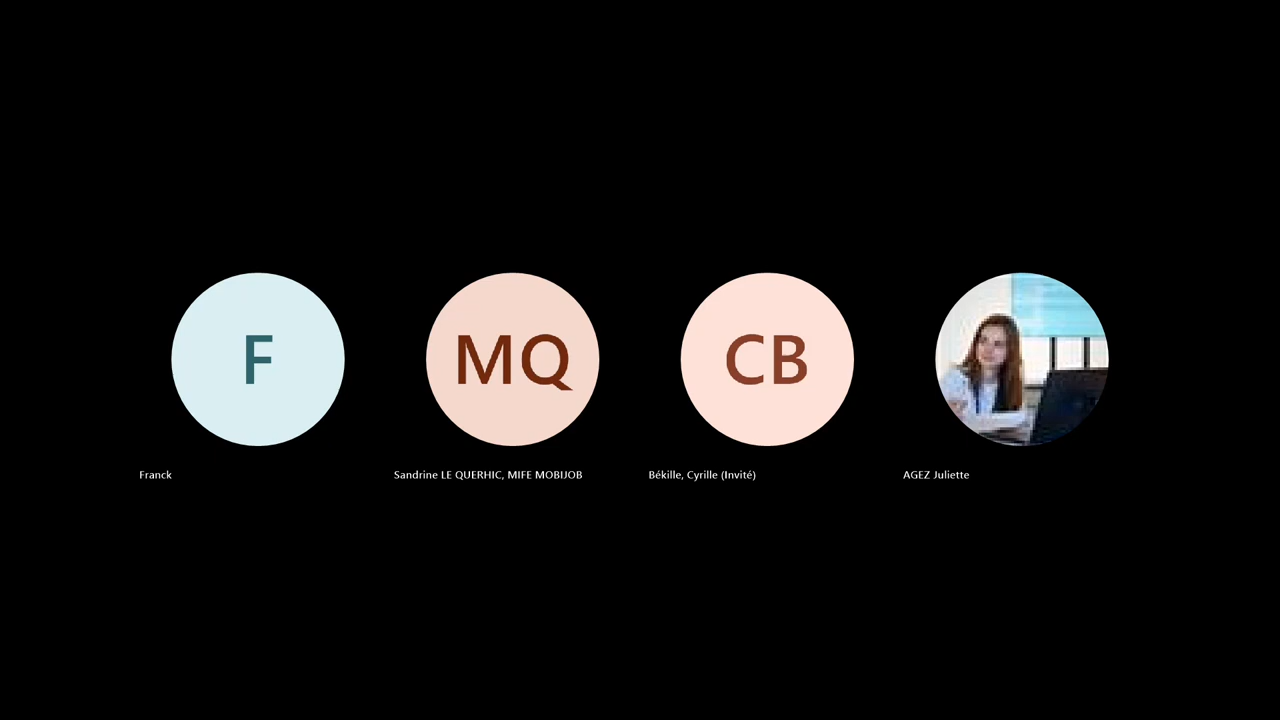 F
MQ
CB
Franck
Sandrine LE QUERHIC, MIFE MOBIJOB
Békille, Cyrille (Invité)
AGEZ Juliette